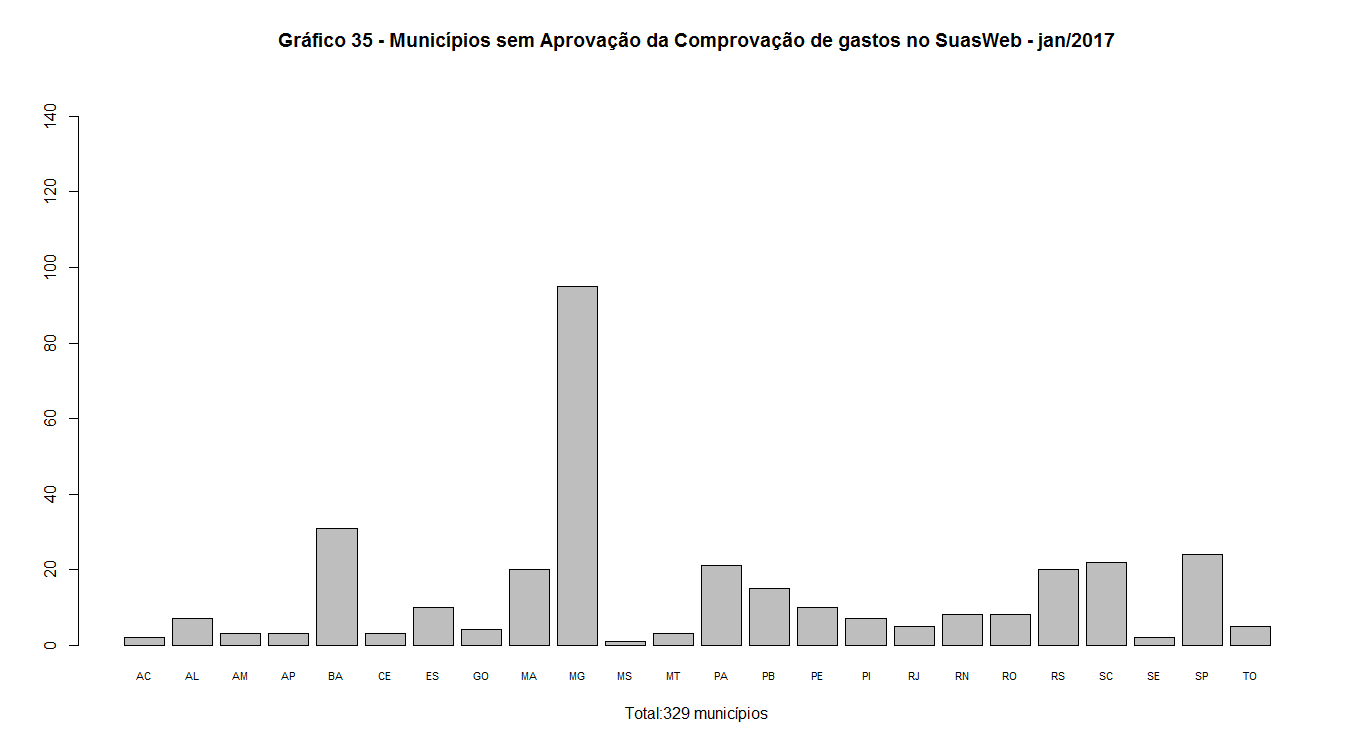 Gráfico 35 - Municípios sem Aprovação da Comprovação de gastos no SuasWeb - jan/2017
140
120
100
80
60
40
20
0
AC AL AM AP BA CE ES GO MA MG MS MT PA PB PE PI RJ RN RO RS SC SE SP TO
Total:329 municípios